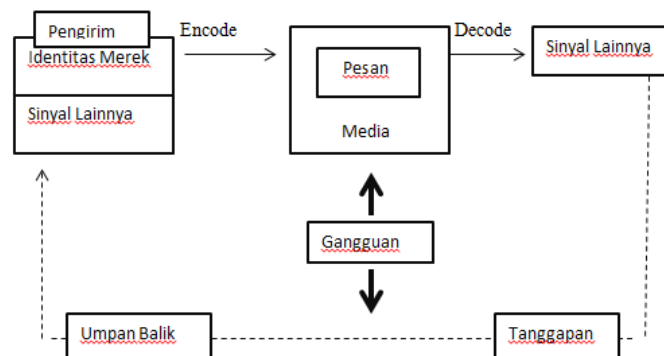 Pengirim
Identitas Merek
Sinyal Lainnya
Encode
Pesan
Media
Decode
Sinyal Lainnya
Gangguan
Umpan Balik
Tanggapan